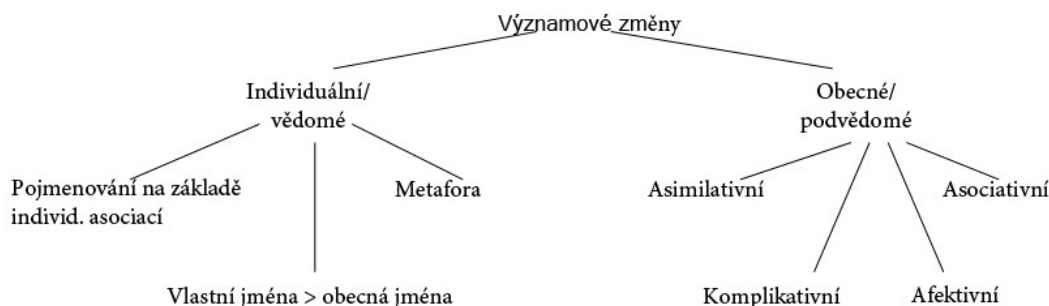 Významové změny
Individuální/
vědomé
Obecné/
podvědomé
Pojmenování na základě
individ. asociací
Metafora
Asimilativní
Asociativní
Vlastní jména > obecná jména
Komplikativní
Afektivní